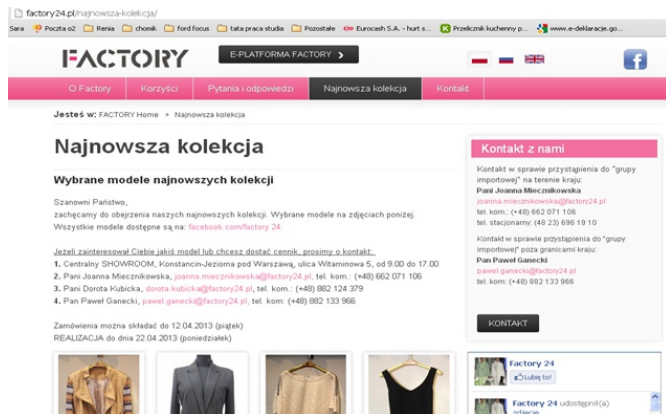 factory24.pl/najnowsza-kolekcja/
Sara Poczta o2 Renia chomik ford focus tata praca studia Pozostałe Eurocash S.A. - hurt s... Przelicznik kuchenny p... www.e-deklaracje.go...
FACTORY
E-PLATFORMA FACTORY
O Factory Korzyści Pytania i odpowiedzi Najnowsza kolekcja Kontakt
Jesteś w: FACTORY Home > Najnowsza kolekcja
Najnowsza kolekcja
Wybrane modele najnowszych kolekcji
Szanowni Państwo,
zachęcamy do obejrzenia naszych najnowszych kolekcji. Wybrane modele na zdjęciach poniżej.
Wszystkie modele dostępne są na: facebook.com/factory 24.
Jeżeli zainteresował Ciebie jakiś model lub chcesz dostać cennik, prosimy o kontakt:
1. Centralny SHOWROOM, Konstancin-Jeziorna pod Warszawą, ulica Witaminowa 5, od 9.00 do 17.00
2. Pani Joanna Miecznikowska, joanna.miecznikowska@factory24.pl, tel. kom.: (+48) 662 071 106
3. Pani Dorota Kubicka, dorota.kubicka@factory24.pl, tel. kom.: (+48) 882 124 379
4. Pan Paweł Ganecki, pawel.ganecki@factory24.pl, tel. kom: (+48) 882 133 966
Zamówienia można składać do 12.04.2013 (piątek)
REALIZACJA do dnia 22.04.2013 (poniedziałek)
Kontakt z nami
Kontakt w sprawie przystąpienia do "grupy
importowej" na terenie kraju:
Pani Joanna Miecznikowska
joanna.miecznikowska@factory24.pl
tel. kom.: (+48) 662 071 106
tel. stacjonarny: (48 23) 696 19 10
Kontakt w sprawie przystąpienia do "grupy
importowej" poza granicami kraju:
Pan Paweł Ganecki
pawel.ganecki@factory24.pl
tel. kom: (+48) 882 133 966
KONTAKT
Factory 24
Lubię to!
Factory 24 udostępnił(a)
zdjęcie